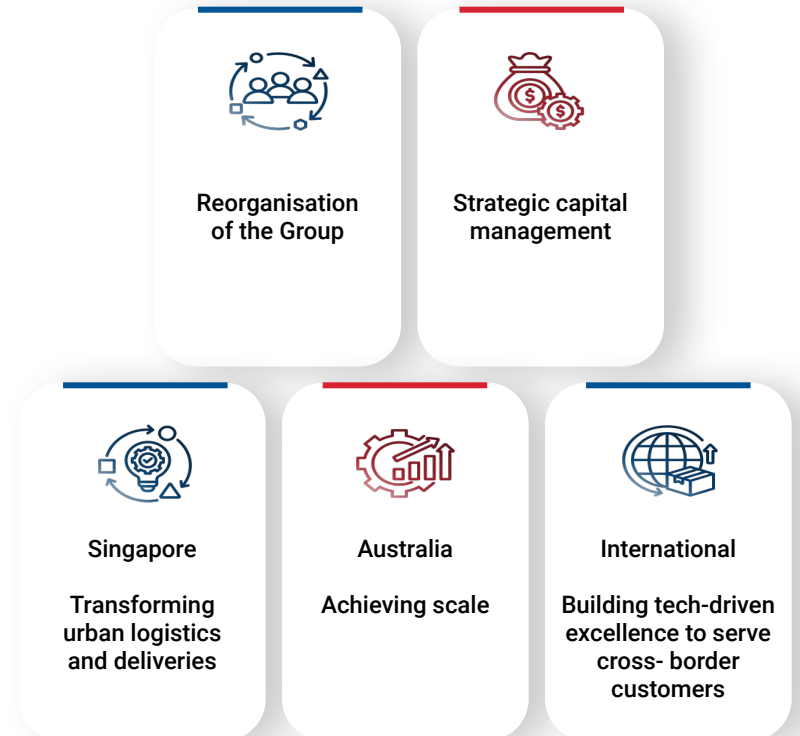 Reorganisation
of the Group
Strategic capital
management
Singapore
Transforming
urban logistics
and deliveries
Australia
Achieving scale
International
Building tech-driven
excellence to serve
cross- border
customers